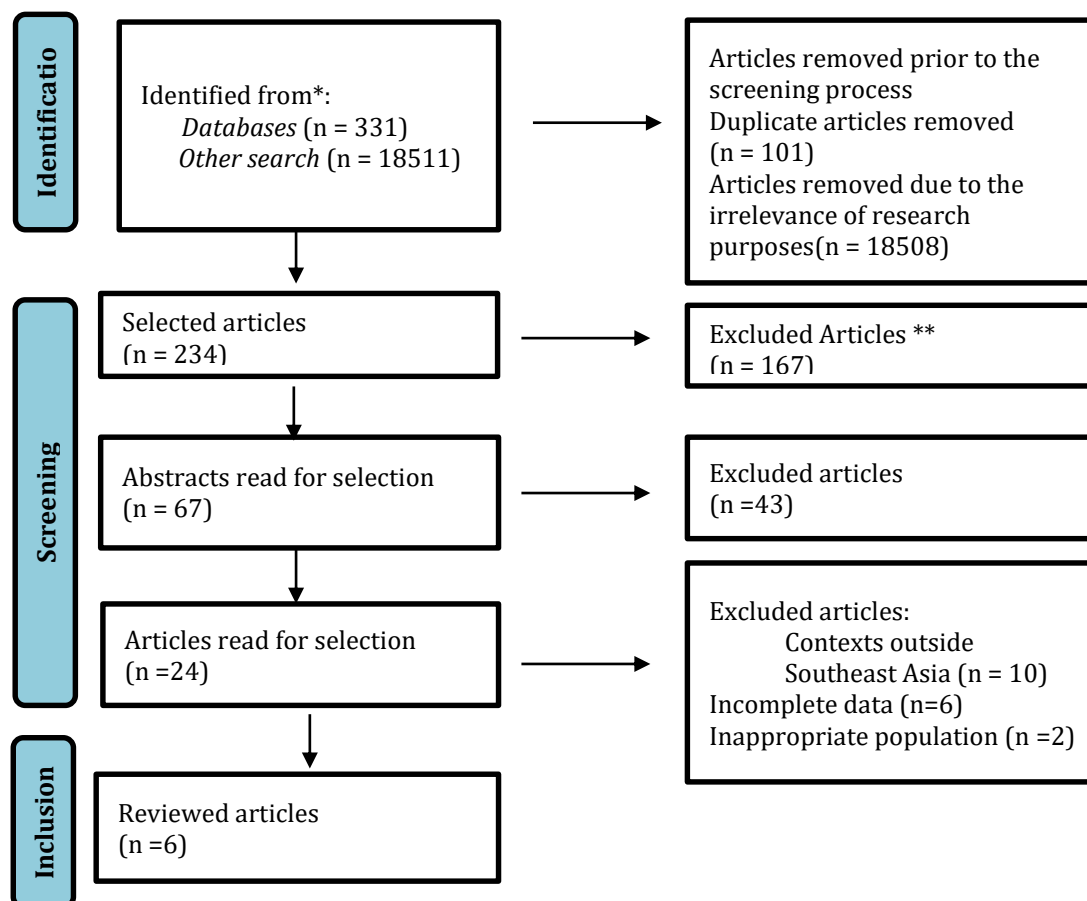 Identificatio
Identified from*:
Databases (n = 331)
Other search (n = 18511)
Articles removed prior to the
screening process
Duplicate articles removed
(n = 101)
Articles removed due to the
irrelevance of research
purposes(n = 18508)
Screening
Selected articles
(n = 234)
Excluded Articles **
(n = 167)
Abstracts read for selection
(n = 67)
Excluded articles
(n =43)
Articles read for selection
(n =24)
Excluded articles:
Contexts outside
Southeast Asia (n = 10)
Incomplete data (n=6)
Inappropriate population (n =2)
Inclusion
Reviewed articles
(n =6)